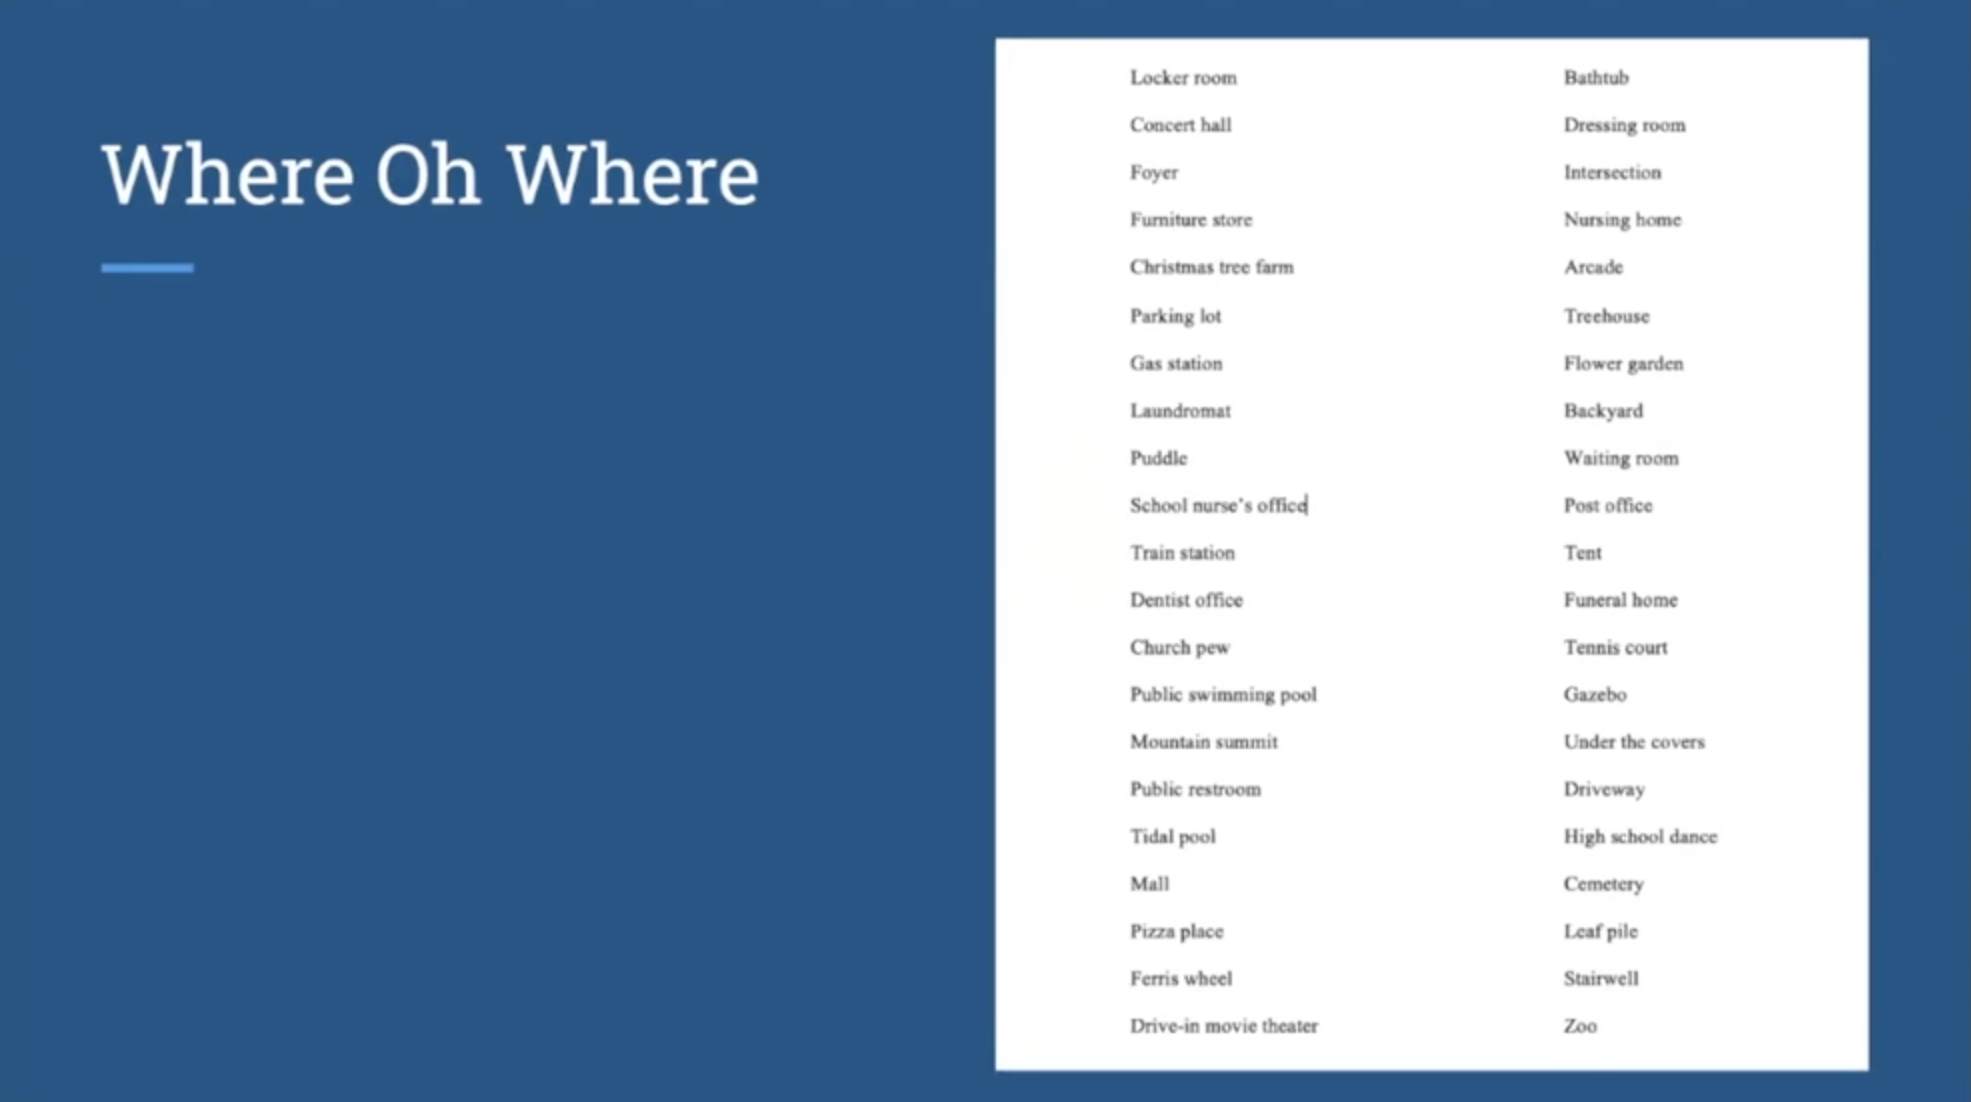 Where Oh Where
Locker room
Concert hall
Foyer
Furniture store
Christmas tree farm
Parking lot
Gas station
Laundromat
Puddle
School nurse's office
Train station
Dentist office
Church pew
Public swimming pool
Mountain summit
Public restroom
Tidal pool
Mall
Pizza place
Ferris wheel
Drive-in movie theater
Bathtub
Dressing room
Intersection
Nursing home
Arcade
Treehouse
Flower garden
Backyard
Waiting room
Post office
Tent
Funeral home
Tennis court
Gazebo
Under the covers
Driveway
High school dance
Cemetery
Leaf pile
Stairwell
Zoo